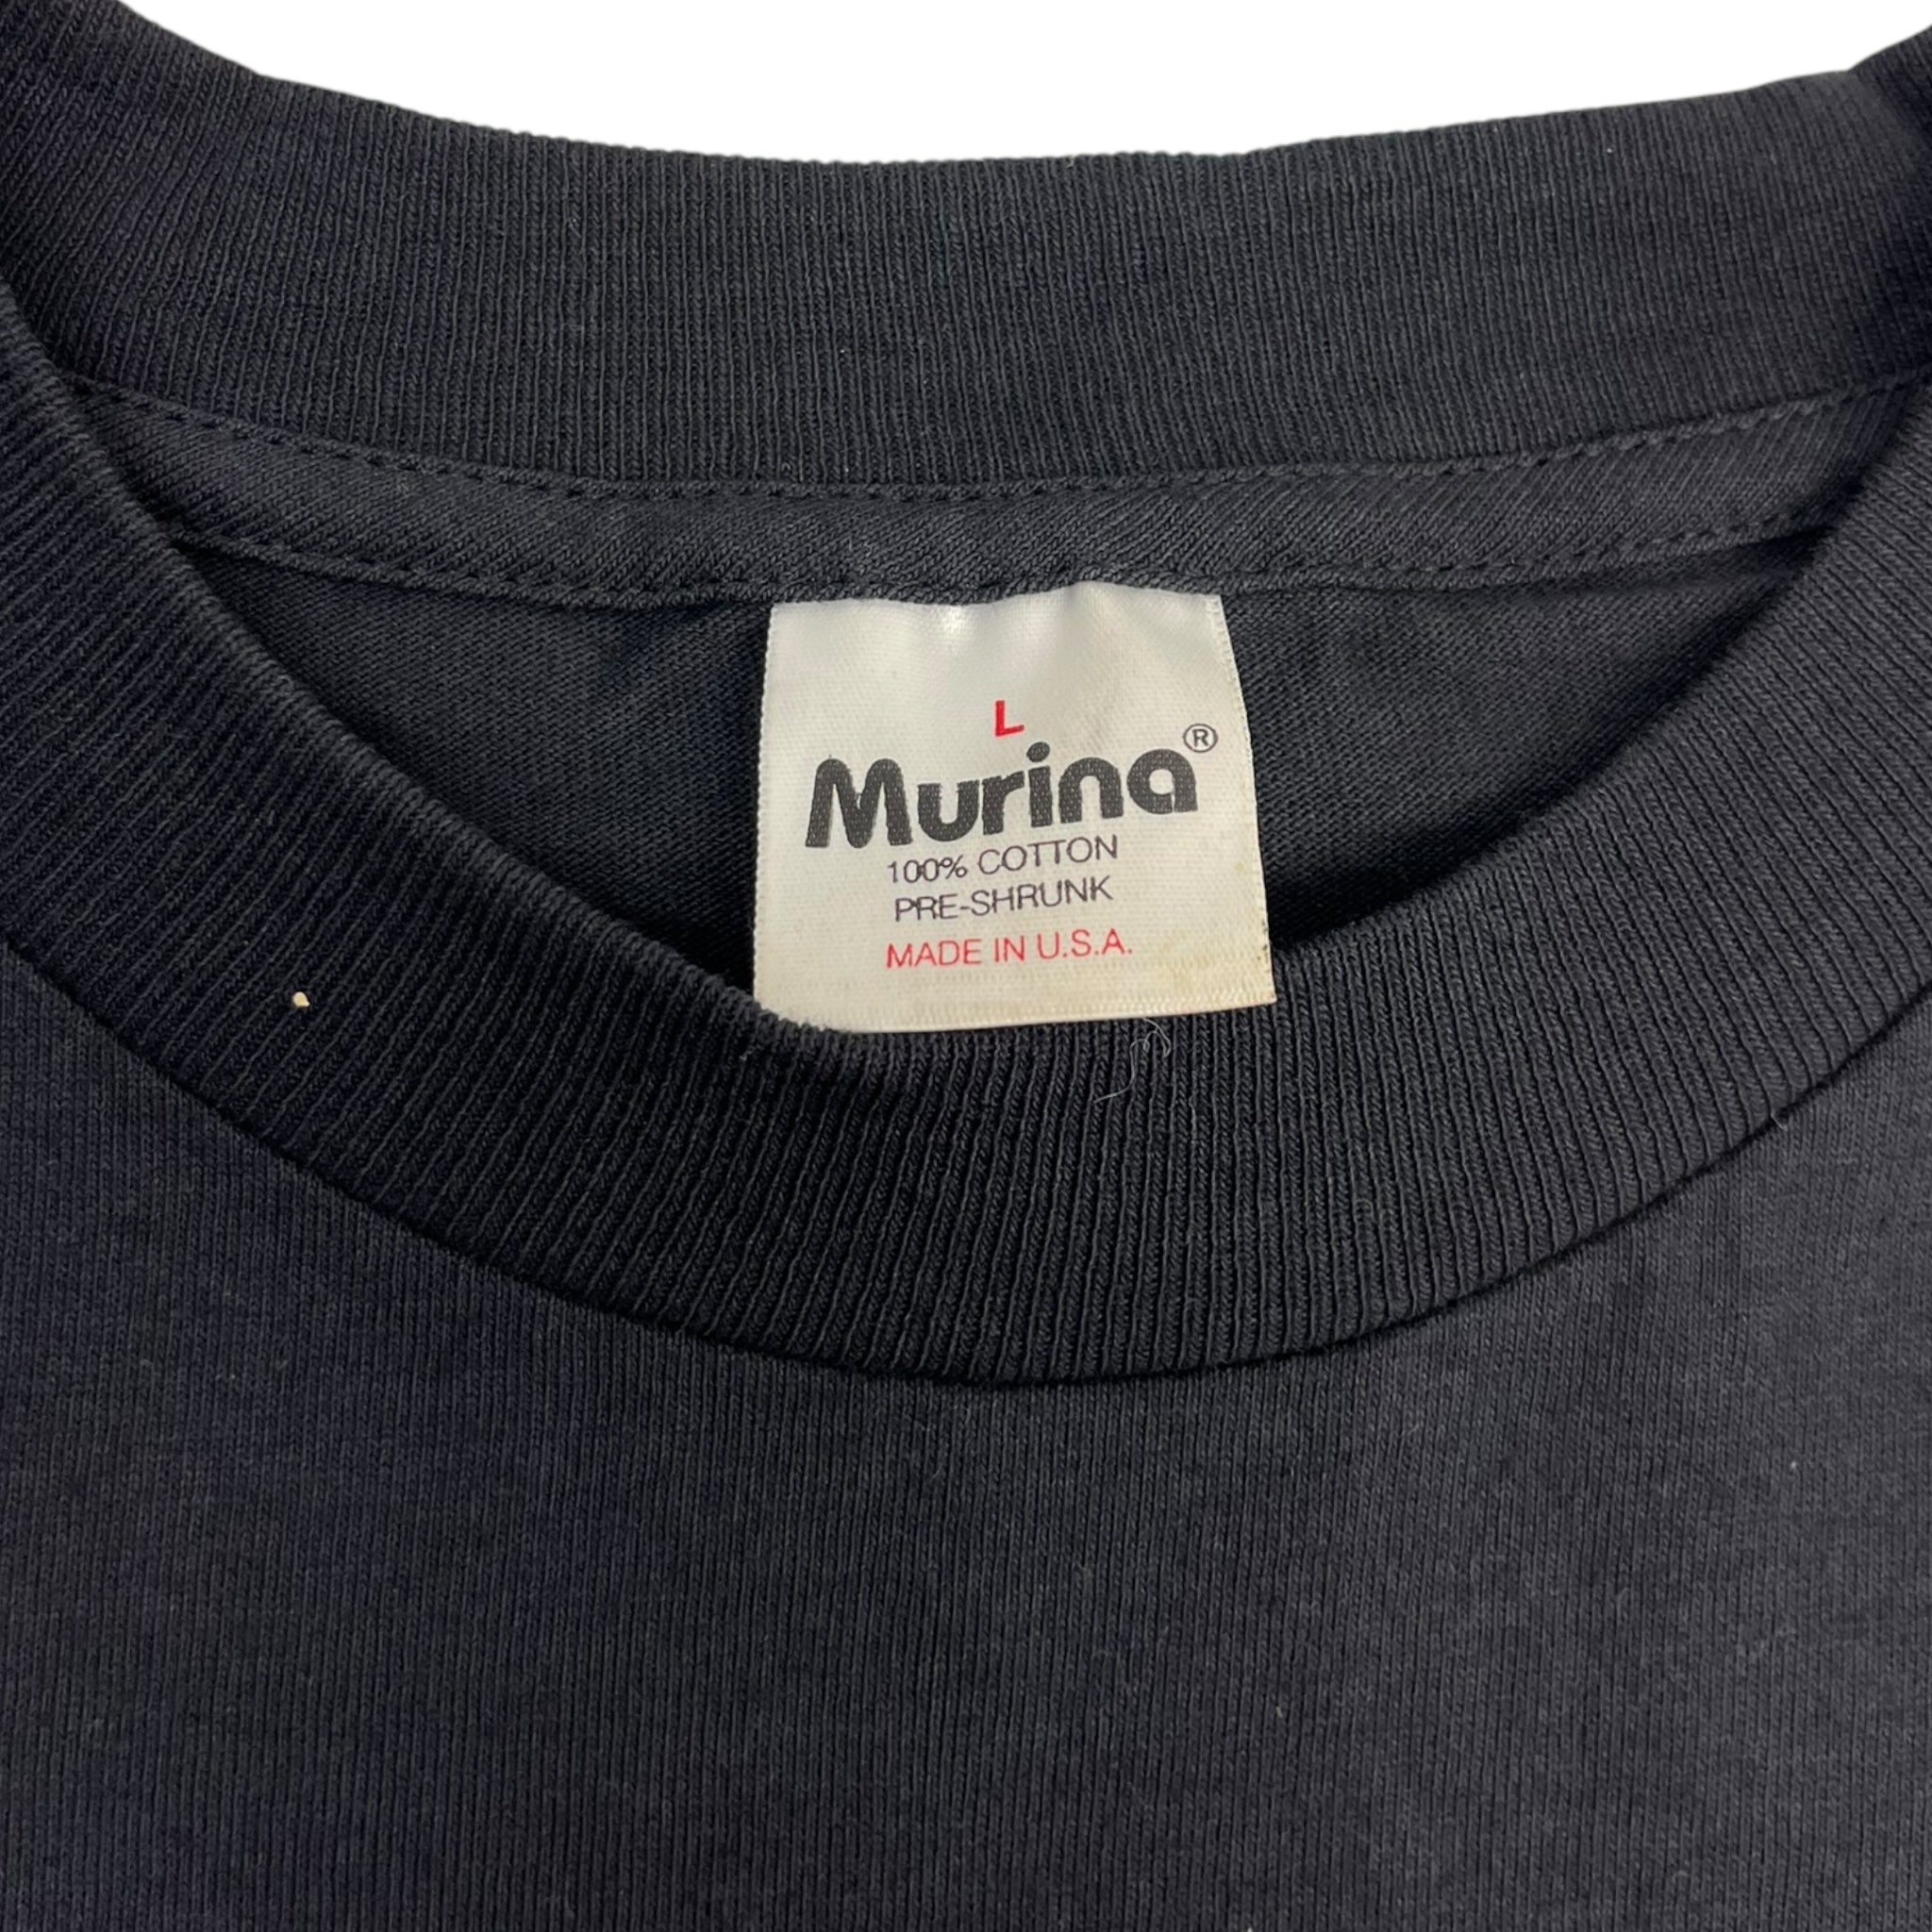 L
Murina®
100% COTTON
PRE-SHRUNK
MADE IN U.S.A.